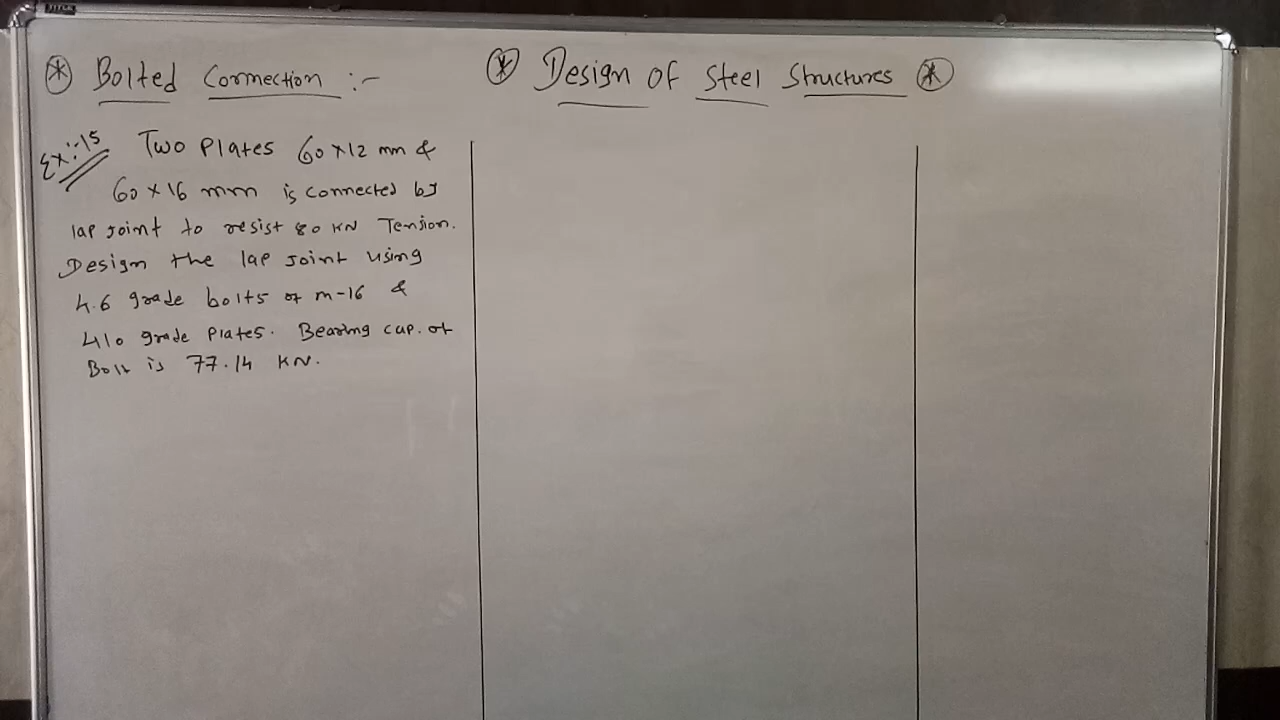 * Bolted Connection :-
* Design of Steel Structures *
Ex:-15 Two Plates 60 x 12 mm &
60 x 16 mm is connected by
lap joint to resist 80 KN Tension.
Design the lap joint using
4.6 grade bolts of m-16 &
410 grade plates. Bearing cap. of
Bolt is 77.14 KN.